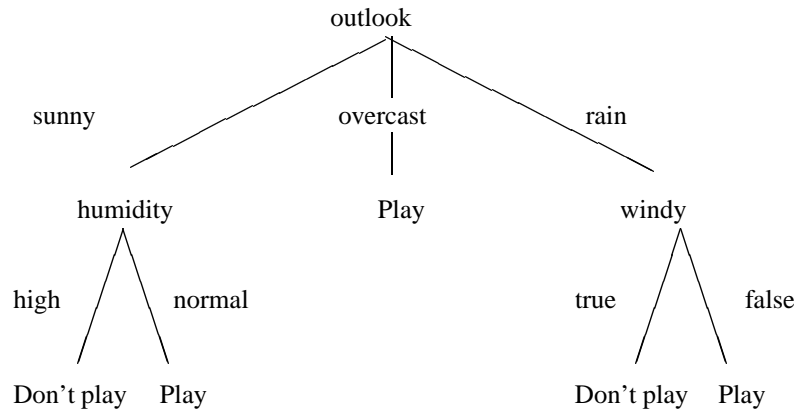 outlook
sunny overcast rain
humidity Play windy
high normal true false
Don't play Play Don't play Play